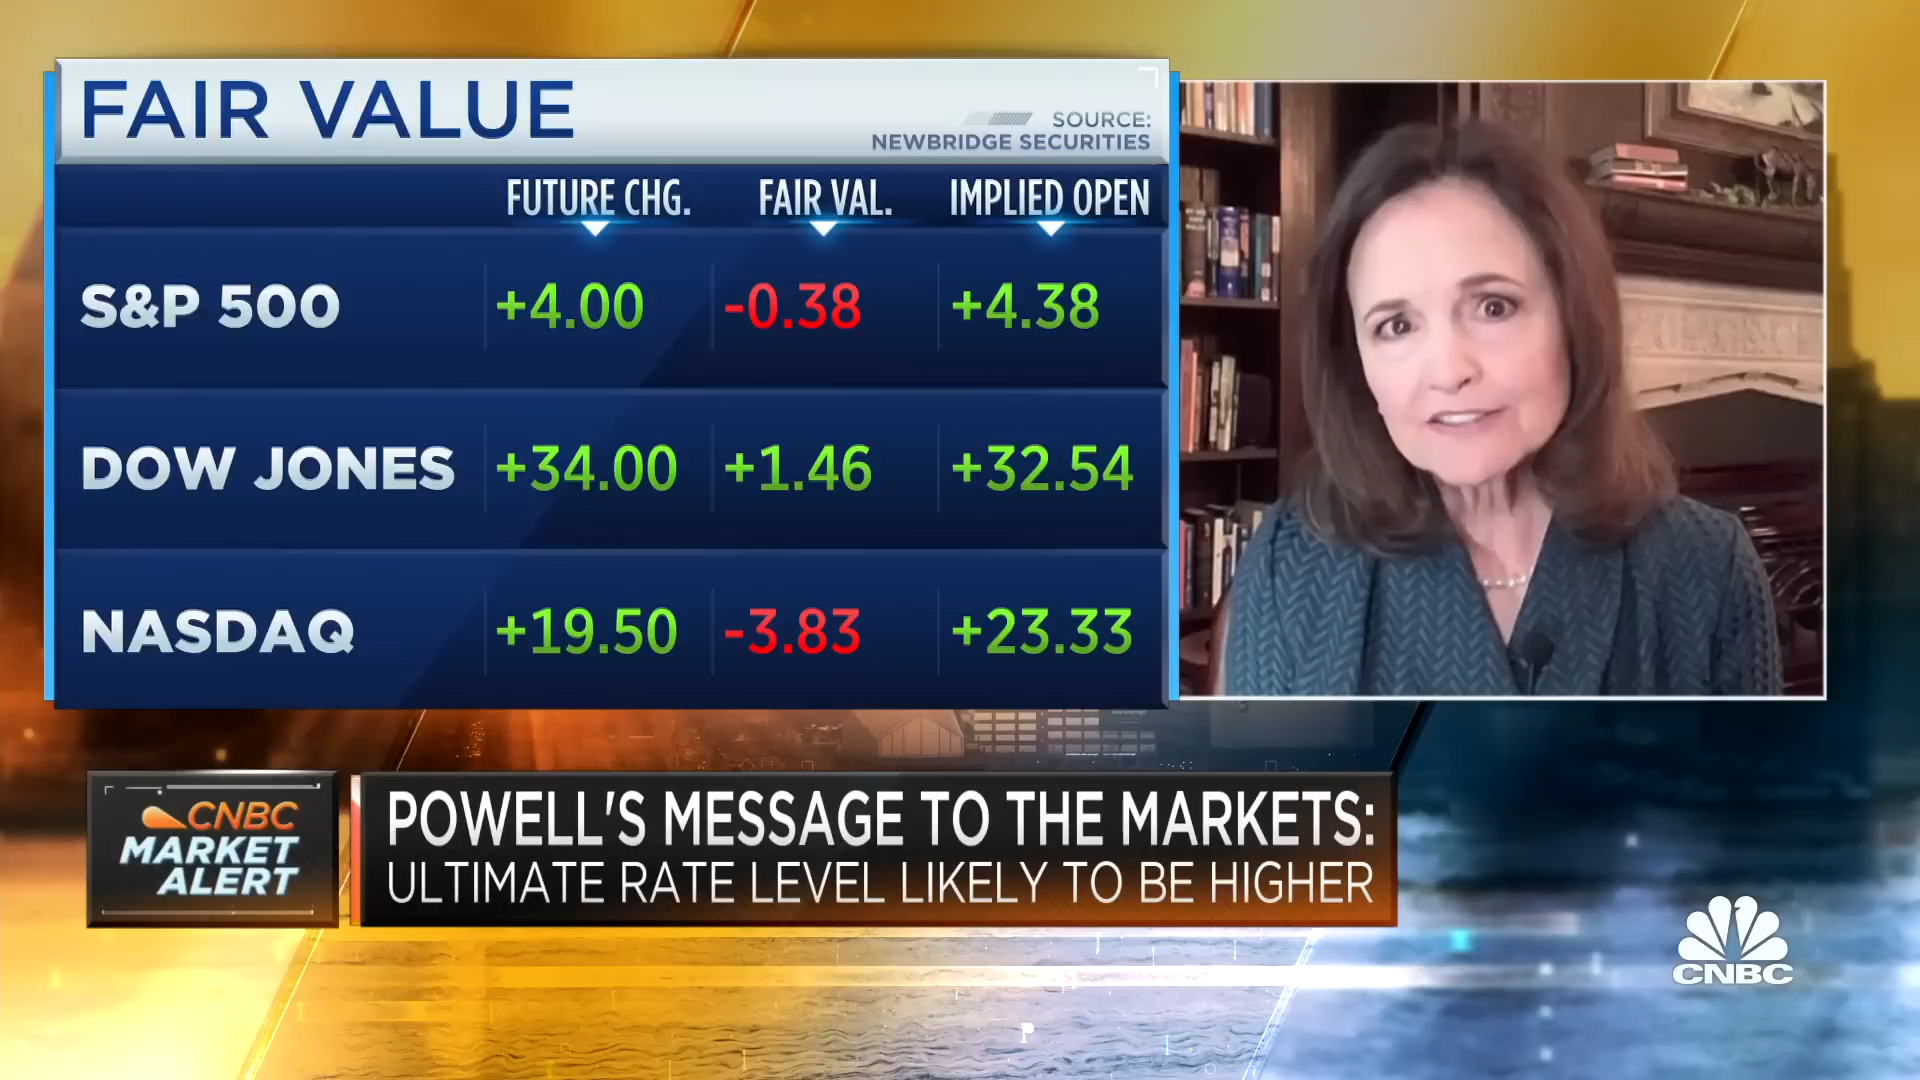 FAIR VALUE
SOURCE:
NEWBRIDGE SECURITIES
FUTURE CHG. FAIR VAL. IMPLIED OPEN
S&P 500 +4.00 -0.38 +4.38
DOW JONES +34.00 +1.46 +32.54
NASDAQ +19.50 -3.83 +23.33
CNBC
MARKET
ALERT
POWELL'S MESSAGE TO THE MARKETS:
ULTIMATE RATE LEVEL LIKELY TO BE HIGHER
P
CNBC